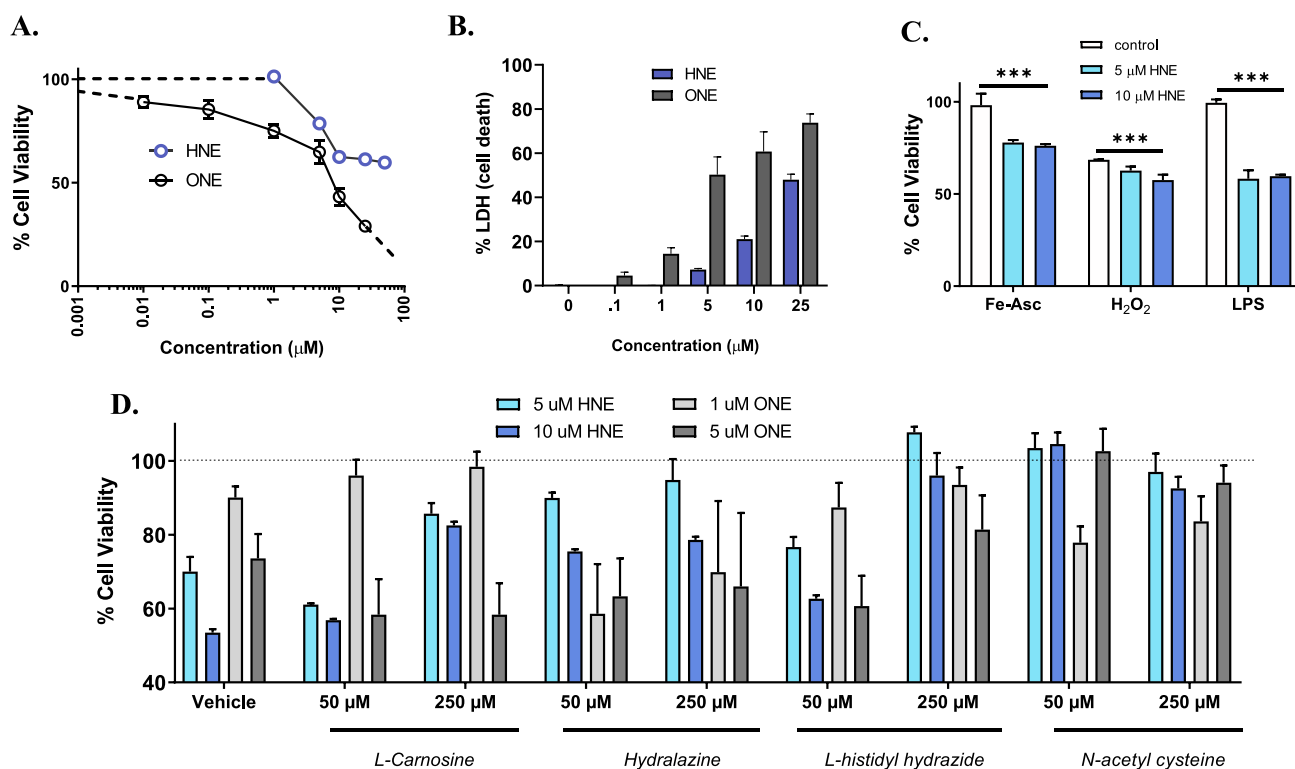 A.
% Cell Viability
100
50
0
HNE
ONE
0.001
0.01
0.1
1
10
100
Concentration (μM)
B.
% LDH (cell death)
100
80
60
40
20
0
HNE
ONE
0 .1 1 5 10 25
Concentration (μM)
C.
control
5 μM HNE
10 μM HNE
% Cell Viability
100
50
0
*** *** ***
Fe-Asc H₂O₂ LPS
D.
5 uM HNE 1 uM ONE
10 uM HNE 5 uM ONE
% Cell Viability
100
80
60
40
Vehicle 50 μM 250 μM 50 μM 250 μM 50 μM 250 μM 50 μM 250 μM
L-Carnosine Hydralazine L-histidyl hydrazide N-acetyl cysteine